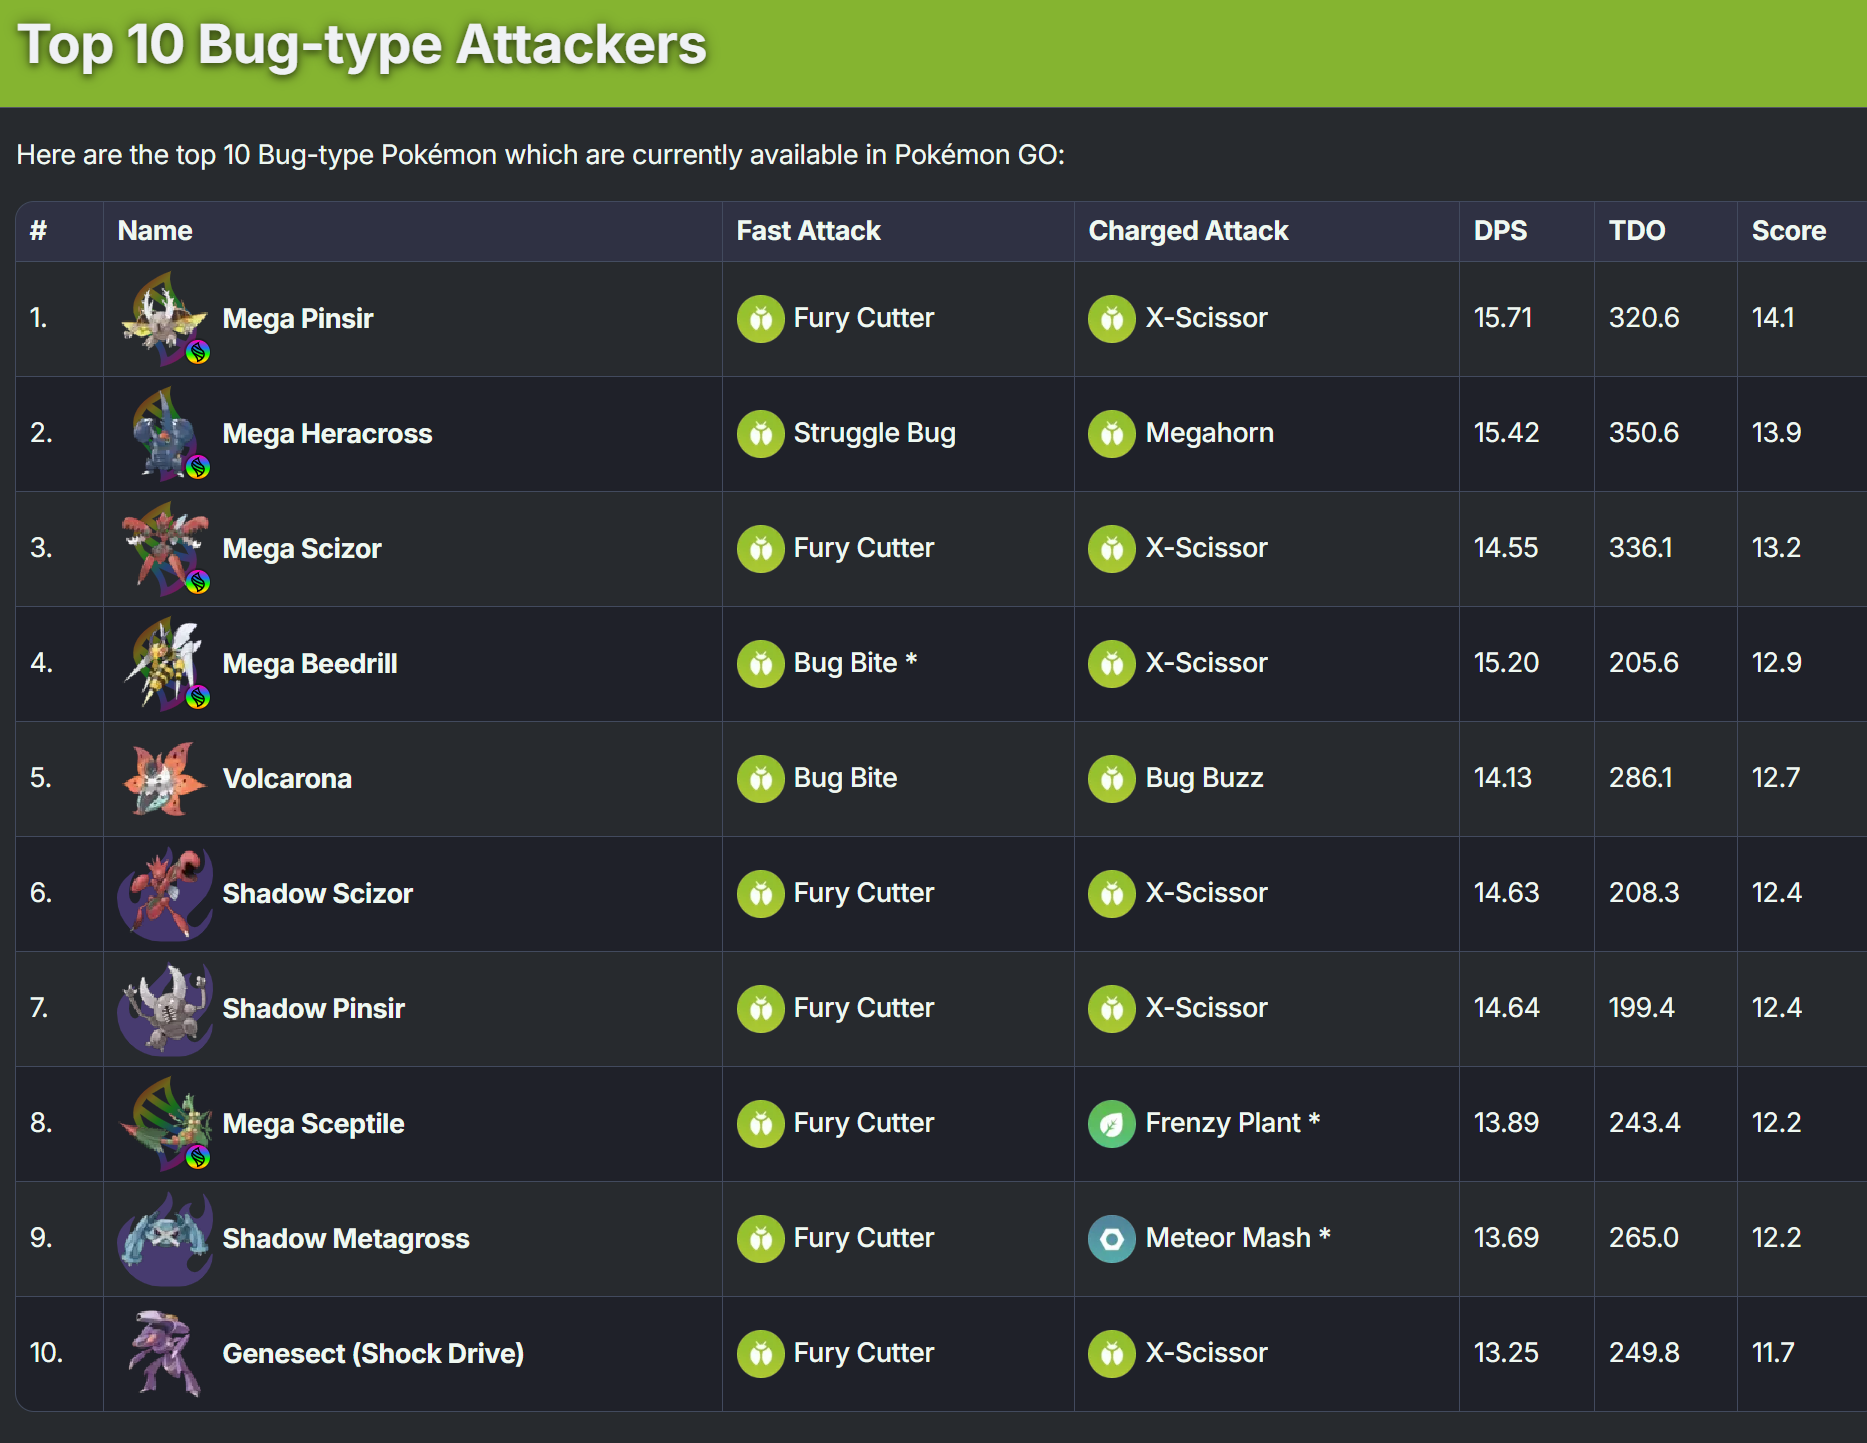 Top 10 Bug-type Attackers
Here are the top 10 Bug-type Pokémon which are currently available in Pokémon GO:
# Name Fast Attack Charged Attack DPS TDO Score
1. Mega Pinsir Fury Cutter X-Scissor 15.71 320.6 14.1
2. Mega Heracross Struggle Bug Megahorn 15.42 350.6 13.9
3. Mega Scizor Fury Cutter X-Scissor 14.55 336.1 13.2
4. Mega Beedrill Bug Bite * X-Scissor 15.20 205.6 12.9
5. Volcarona Bug Bite Bug Buzz 14.13 286.1 12.7
6. Shadow Scizor Fury Cutter X-Scissor 14.63 208.3 12.4
7. Shadow Pinsir Fury Cutter X-Scissor 14.64 199.4 12.4
8. Mega Sceptile Fury Cutter Frenzy Plant * 13.89 243.4 12.2
9. Shadow Metagross Fury Cutter Meteor Mash * 13.69 265.0 12.2
10. Genesect (Shock Drive) Fury Cutter X-Scissor 13.25 249.8 11.7